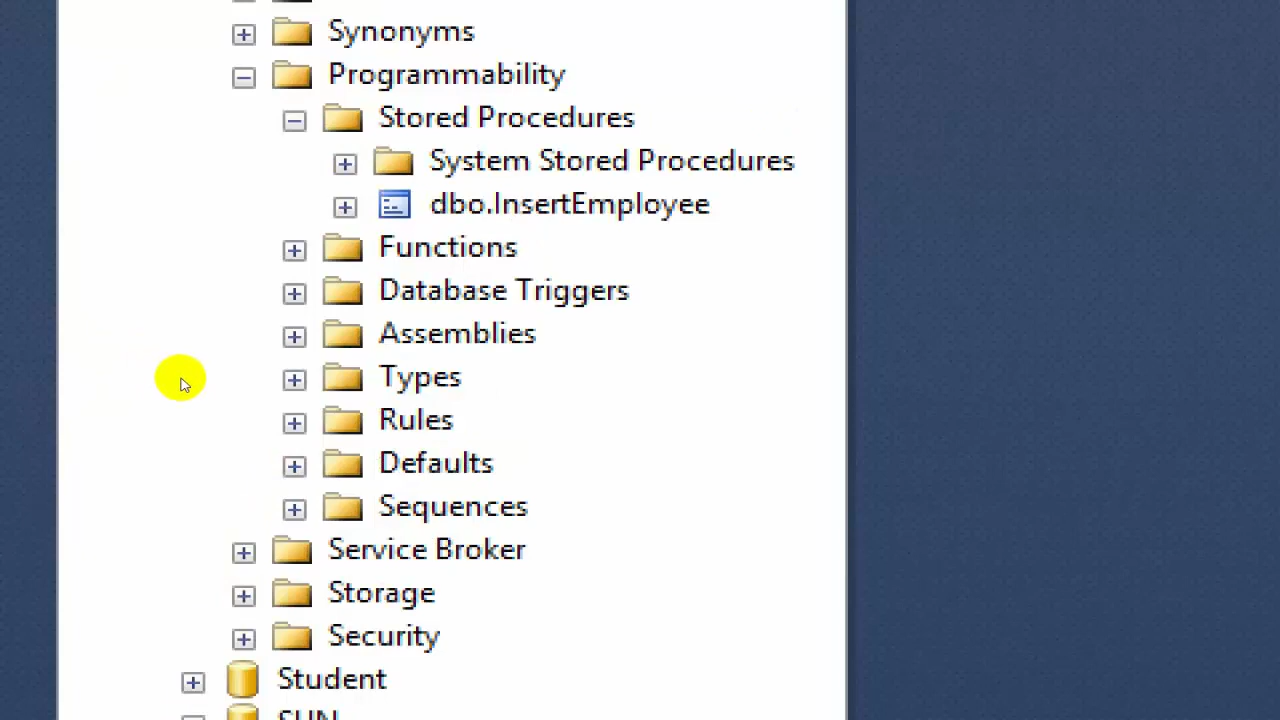 Synonyms
Programmability
Stored Procedures
System Stored Procedures
dbo.InsertEmployee
Functions
Database Triggers
Assemblies
Types
Rules
Defaults
Sequences
Service Broker
Storage
Security
Student